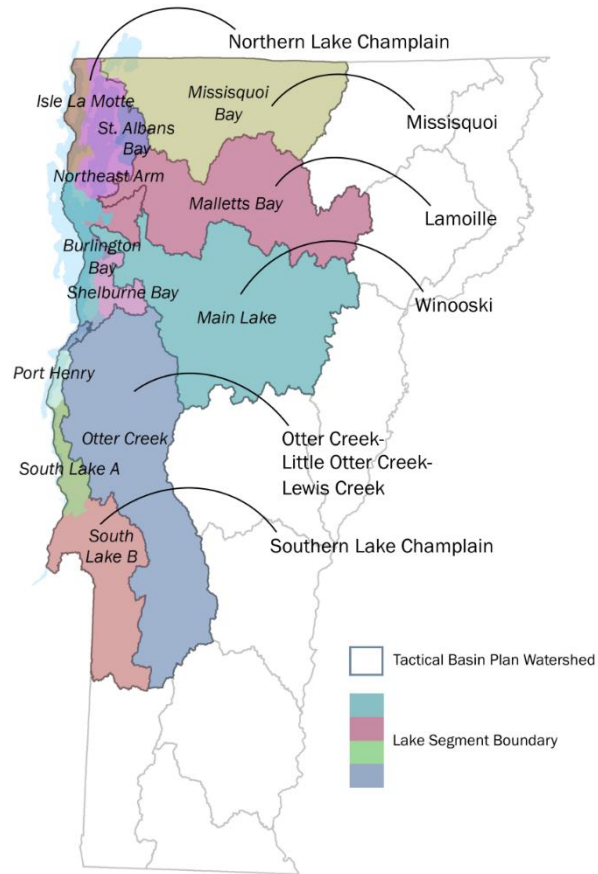 Northern Lake Champlain
Isle La Motte
Missisquoi
Bay
Missisquoi
St. Albans
Bay
Northeast Arm
Malletts Bay
Lamoille
Burlington
Bay
Shelburne Bay
Winooski
Main Lake
Port Henry
Otter Creek
Otter Creek-
Little Otter Creek-
Lewis Creek
South Lake A
South
Lake B
Southern Lake Champlain
Tactical Basin Plan Watershed
Lake Segment Boundary